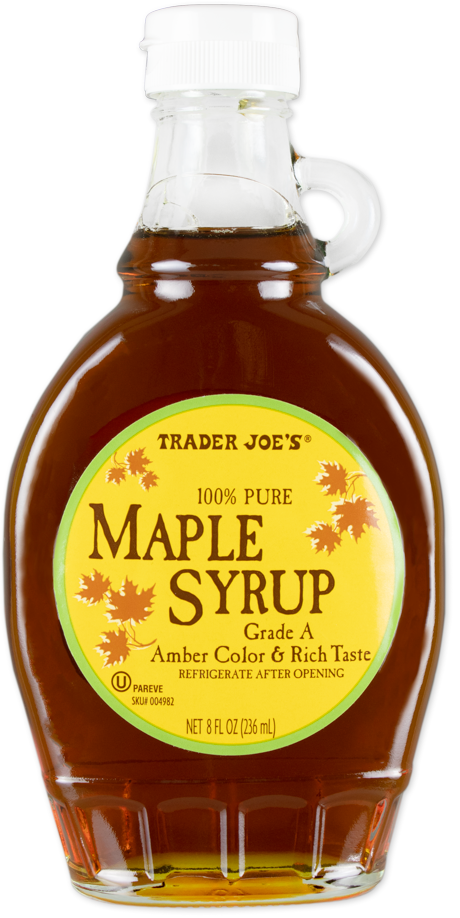 TRADER JOE'S®
100% PURE
MAPLE
SYRUP
Grade A
Amber Color & Rich Taste
REFRIGERATE AFTER OPENING
U PAREVE
SKU# 004982
NET 8 FL OZ (236 mL)